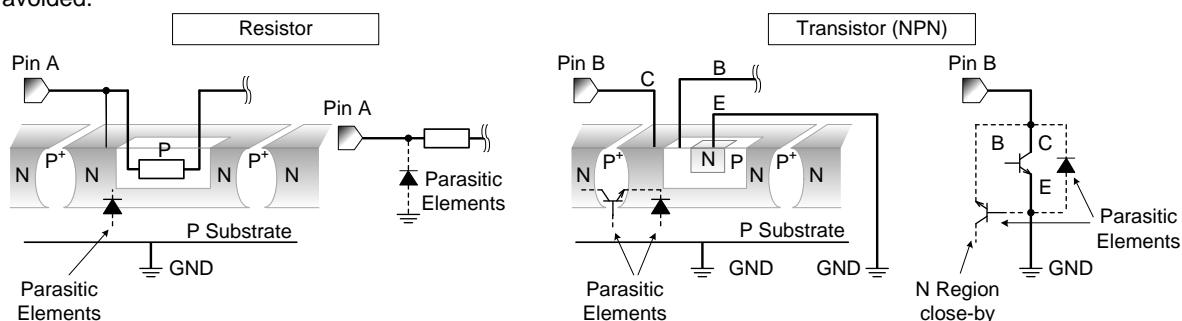 avoided.
Resistor
Transistor (NPN)
Pin A
Pin A
P
N
P+
N
N
P+
N
Parasitic
Elements
P Substrate
GND
Parasitic
Elements
Pin B
C
B
E
N
P+
N
N
P
N
P+
N
P Substrate
GND
GND
Parasitic
Elements
Pin B
B
C
E
Parasitic
Elements
GND
N Region
close-by